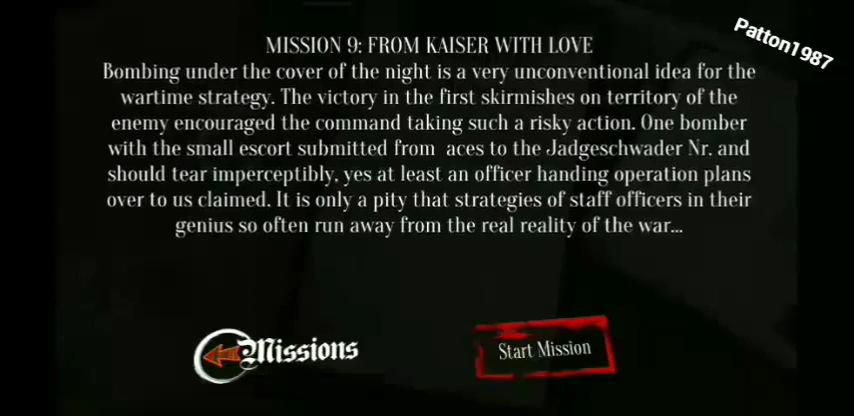 Patton1987
MISSION 9: FROM KAISER WITH LOVE
Bombing under the cover of the night is a very unconventional idea for the
wartime strategy. The victory in the first skirmishes on territory of the
enemy encouraged the command taking such a risky action. One bomber
with the small escort submitted from aces to the Jadgeschwader Nr. and
should tear imperceptibly, yes at least an officer handing operation plans
over to us claimed. It is only a pity that strategies of staff officers in their
genius so often run away from the real reality of the war...
Missions
Start Mission